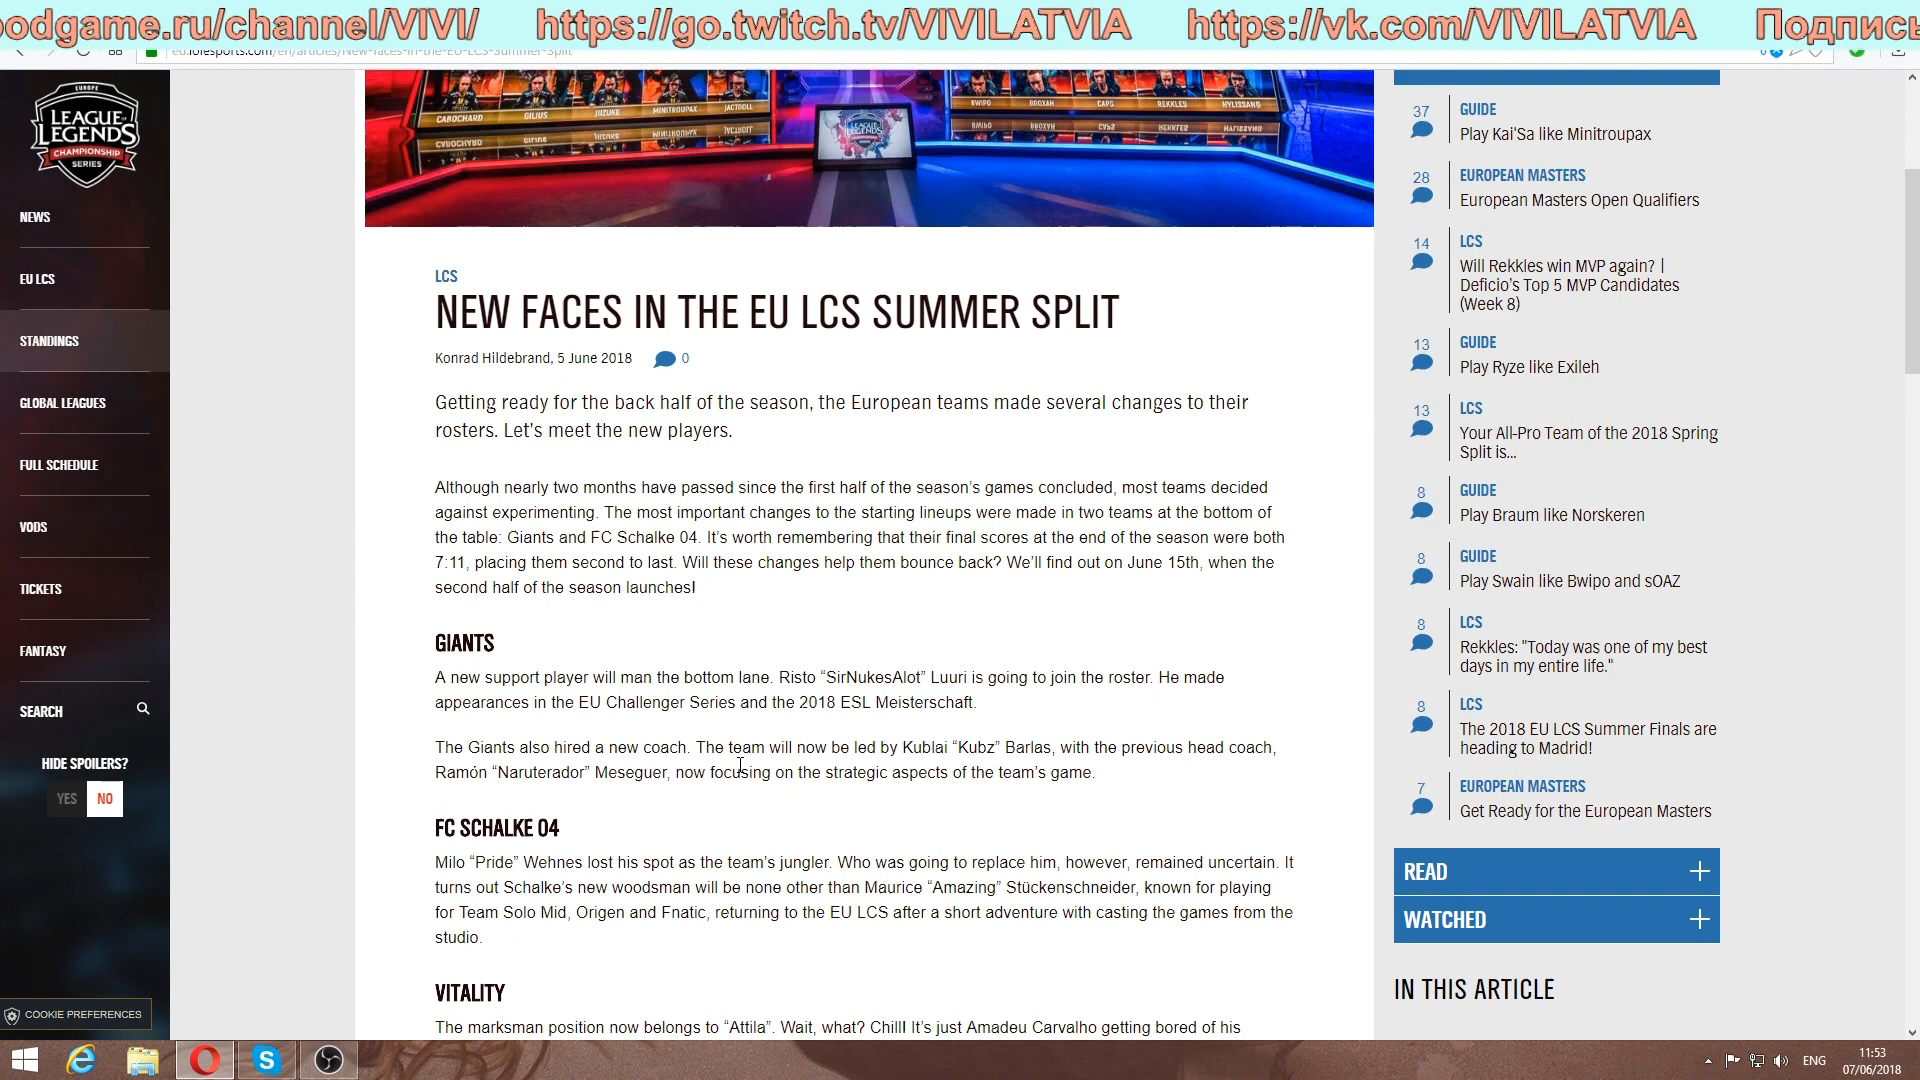 oodgame.ru/channel/VIVI/ https://go.twitch.tv/VIVILATVIA https://vk.com/VIVILATVIA Подпись
eu.lolesports.com/en/articles/New-faces-in-the-EU-LCS-Summer-Split
0
EUROPE
LEAGUE OF
LEGENDS
CHAMPIONSHIP
SERIES
NEWS
EU LCS
STANDINGS
GLOBAL LEAGUES
FULL SCHEDULE
VODS
TICKETS
FANTASY
SEARCH
HIDE SPOILERS?
YES NO
COOKIE PREFERENCES
CABOCHARD GILIUS JIIZUKE MINITROUPAX JACTROLL
BWIPO BROXAH CAPS REKKLES HYLISSANG
LCS
NEW FACES IN THE EU LCS SUMMER SPLIT
Konrad Hildebrand, 5 June 2018 0
Getting ready for the back half of the season, the European teams made several changes to their
rosters. Let’s meet the new players.
Although nearly two months have passed since the first half of the season’s games concluded, most teams decided
against experimenting. The most important changes to the starting lineups were made in two teams at the bottom of
the table: Giants and FC Schalke 04. It’s worth remembering that their final scores at the end of the season were both
7:11, placing them second to last. Will these changes help them bounce back? We’ll find out on June 15th, when the
second half of the season launches!
GIANTS
A new support player will man the bottom lane. Risto “SirNukesAlot” Luuri is going to join the roster. He made
appearances in the EU Challenger Series and the 2018 ESL Meisterschaft.
The Giants also hired a new coach. The team will now be led by Kublai “Kubz” Barlas, with the previous head coach,
Ramón “Naruterador” Meseguer, now focusing on the strategic aspects of the team’s game.
FC SCHALKE 04
Milo “Pride” Wehnes lost his spot as the team’s jungler. Who was going to replace him, however, remained uncertain. It
turns out Schalke’s new woodsman will be none other than Maurice “Amazing” Stückenschneider, known for playing
for Team Solo Mid, Origen and Fnatic, returning to the EU LCS after a short adventure with casting the games from the
studio.
VITALITY
The marksman position now belongs to “Attila”. Wait, what? Chill! It’s just Amadeu Carvalho getting bored of his
37 GUIDE
Play Kai'Sa like Minitroupax
28 EUROPEAN MASTERS
European Masters Open Qualifiers
14 LCS
Will Rekkles win MVP again? |
Deficio’s Top 5 MVP Candidates
(Week 8)
13 GUIDE
Play Ryze like Exileh
13 LCS
Your All-Pro Team of the 2018 Spring
Split is...
8 GUIDE
Play Braum like Norskeren
8 GUIDE
Play Swain like Bwipo and sOAZ
8 LCS
Rekkles: "Today was one of my best
days in my entire life."
8 LCS
The 2018 EU LCS Summer Finals are
heading to Madrid!
7 EUROPEAN MASTERS
Get Ready for the European Masters
READ
WATCHED
IN THIS ARTICLE
ENG
11:53
07/06/2018